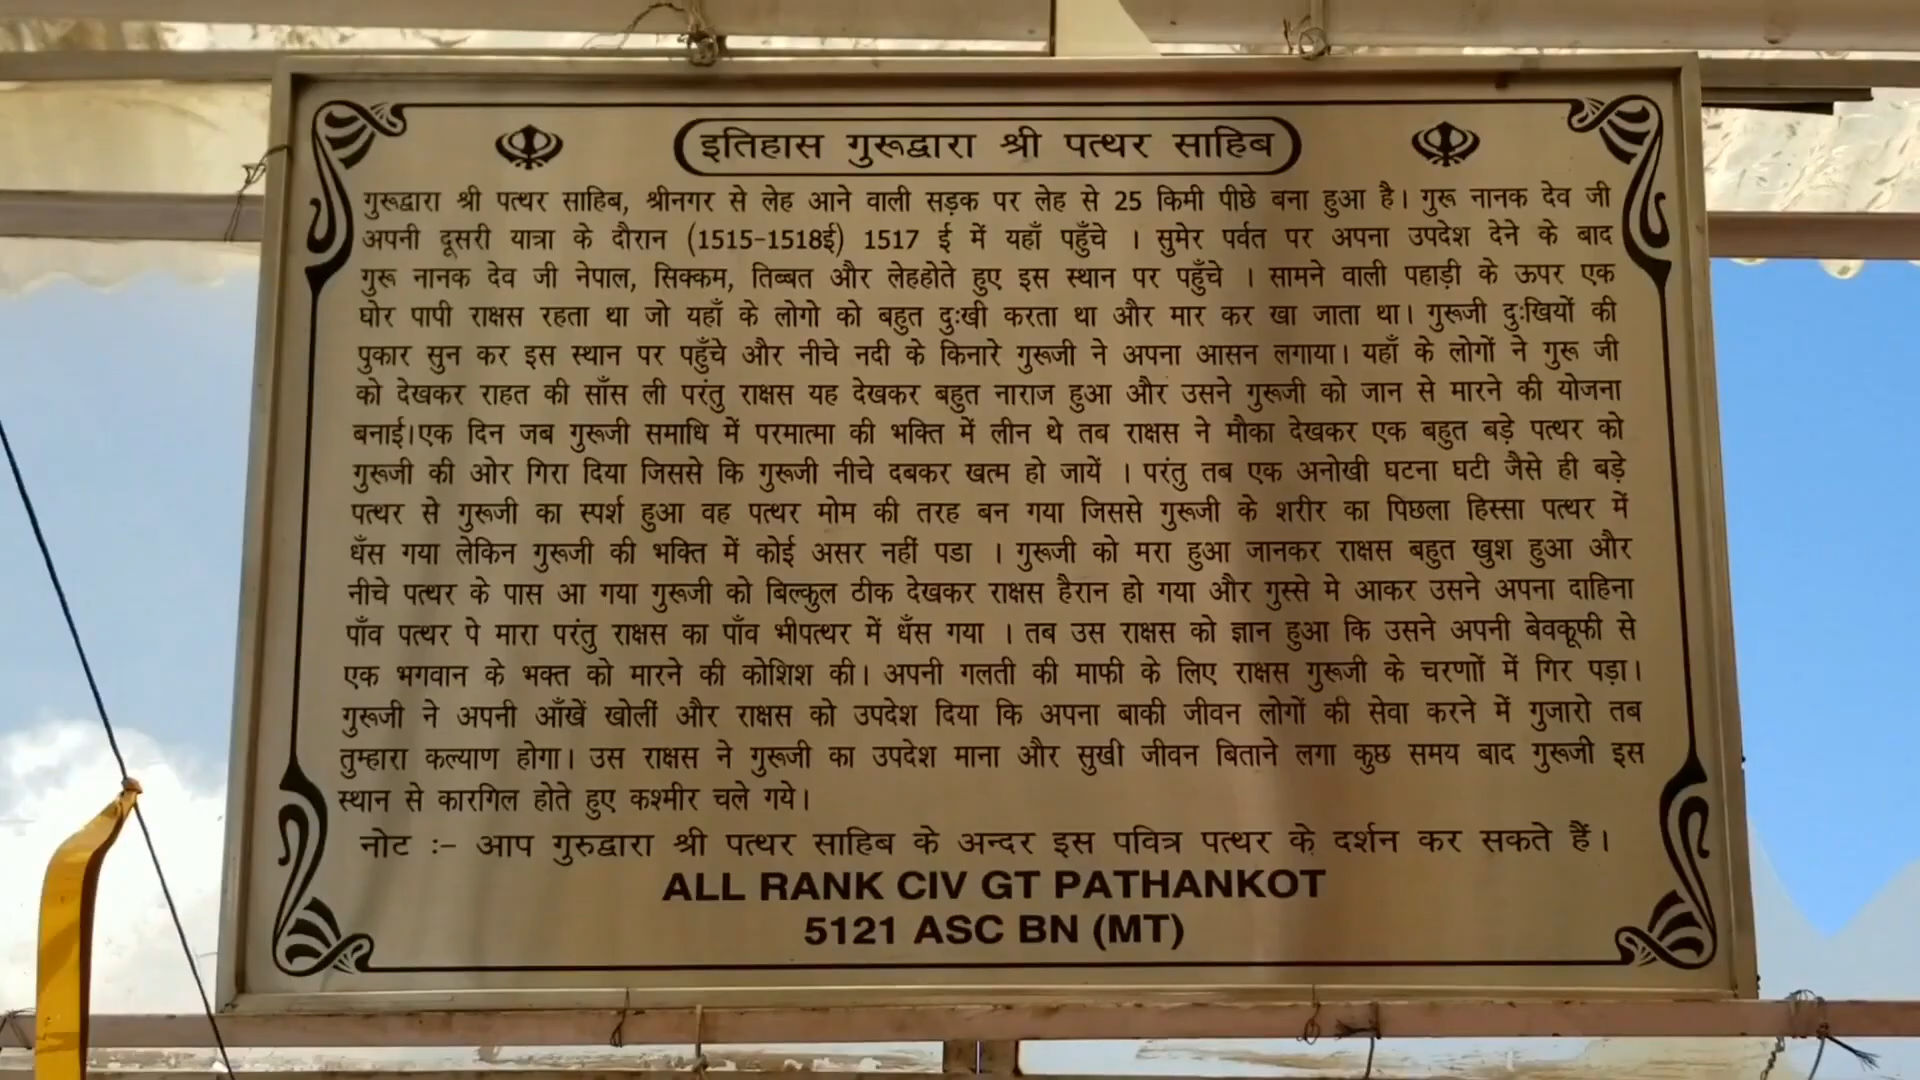 इतिहास गुरूद्वारा श्री पत्थर साहिब
गुरूद्वारा श्री पत्थर साहिब, श्रीनगर से लेह आने वाली सड़क पर लेह से 25 किमी पीछे बना हुआ है। गुरू नानक देव जी
अपनी दूसरी यात्रा के दौरान (1515-1518ई) 1517 ई में यहाँ पहुँचे । सुमेर पर्वत पर अपना उपदेश देने के बाद
गुरू नानक देव जी नेपाल, सिक्कम, तिब्बत और लेहहोते हुए इस स्थान पर पहुँचे । सामने वाली पहाड़ी के ऊपर एक
घोर पापी राक्षस रहता था जो यहाँ के लोगो को बहुत दुःखी करता था और मार कर खा जाता था। गुरूजी दुःखियों की
पुकार सुन कर इस स्थान पर पहुँचे और नीचे नदी के किनारे गुरूजी ने अपना आसन लगाया। यहाँ के लोगों ने गुरू जी
को देखकर राहत की साँस ली परंतु राक्षस यह देखकर बहुत नाराज हुआ और उसने गुरूजी को जान से मारने की योजना
बनाई।एक दिन जब गुरूजी समाधि में परमात्मा की भक्ति में लीन थे तब राक्षस ने मौका देखकर एक बहुत बड़े पत्थर को
गुरूजी की ओर गिरा दिया जिससे कि गुरूजी नीचे दबकर खत्म हो जायें । परंतु तब एक अनोखी घटना घटी जैसे ही बड़े
पत्थर से गुरूजी का स्पर्श हुआ वह पत्थर मोम की तरह बन गया जिससे गुरूजी के शरीर का पिछला हिस्सा पत्थर में
धँस गया लेकिन गुरूजी की भक्ति में कोई असर नहीं पडा । गुरूजी को मरा हुआ जानकर राक्षस बहुत खुश हुआ और
नीचे पत्थर के पास आ गया गुरूजी को बिल्कुल ठीक देखकर राक्षस हैरान हो गया और गुस्से मे आकर उसने अपना दाहिना
पाँव पत्थर पे मारा परंतु राक्षस का पाँव भीपत्थर में धँस गया । तब उस राक्षस को ज्ञान हुआ कि उसने अपनी बेवकूफी से
एक भगवान के भक्त को मारने की कोशिश की। अपनी गलती की माफी के लिए राक्षस गुरूजी के चरणाों में गिर पड़ा।
गुरूजी ने अपनी आँखें खोलीं और राक्षस को उपदेश दिया कि अपना बाकी जीवन लोगों की सेवा करने में गुजारो तब
तुम्हारा कल्याण होगा। उस राक्षस ने गुरूजी का उपदेश माना और सुखी जीवन बिताने लगा कुछ समय बाद गुरूजी इस
स्थान से कारगिल होते हुए कश्मीर चले गये।
नोट :- आप गुरुद्वारा श्री पत्थर साहिब के अन्दर इस पवित्र पत्थर के दर्शन कर सकते हैं।
ALL RANK CIV GT PATHANKOT
5121 ASC BN (MT)